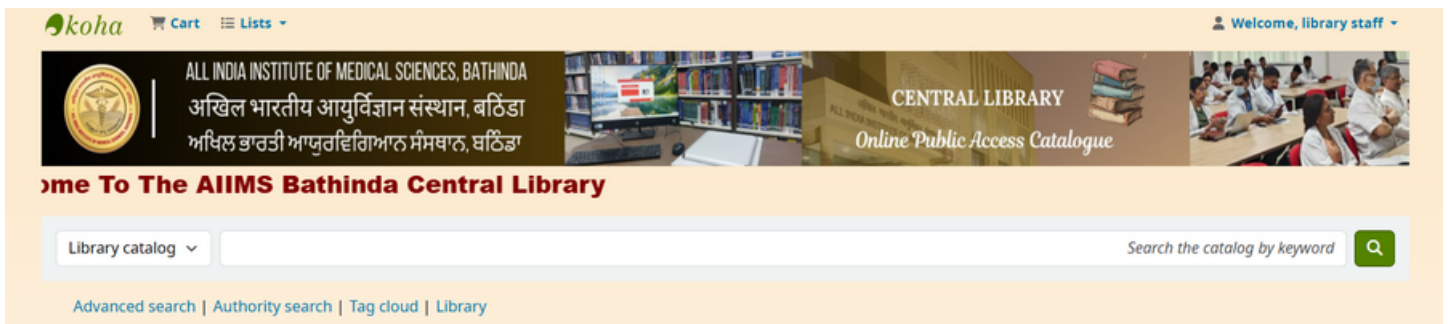 koha Cart Lists Welcome, library staff
ALL INDIA INSTITUTE OF MEDICAL SCIENCES, BATHINDA
अखिल भारतीय आयुर्विज्ञान संस्थान, बठिंडा
ਅਖਿਲ ਭਾਰਤੀ ਆਯੁਰਵਿਗਿਆਨ ਸੰਸਥਾਨ, ਬਠਿੰਡਾ
CENTRAL LIBRARY
Online Public Access Catalogue
ome To The AIIMS Bathinda Central Library
Library catalog Search the catalog by keyword
Advanced search | Authority search | Tag cloud | Library